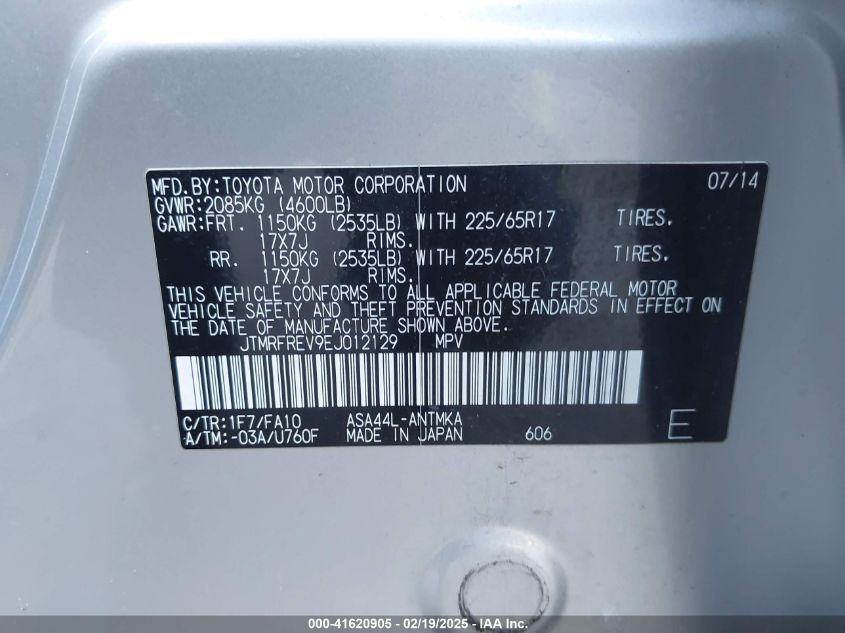 MFD.BY:TOYOTA MOTOR CORPORATION 07/14
GVWR:2085KG (4600LB)
GAWR:FRT. 1150KG (2535LB) WITH 225/65R17 TIRES.
17X7J RIMS.
RR. 1150KG (2535LB) WITH 225/65R17 TIRES.
17X7J RIMS.
THIS VEHICLE CONFORMS TO ALL APPLICABLE FEDERAL MOTOR
VEHICLE SAFETY AND THEFT PREVENTION STANDARDS IN EFFECT ON
THE DATE OF MANUFACTURE SHOWN ABOVE.
JTMRFREV9EJ012129 MPV
C/TR:1F7/FA10 ASA44L-ANTMKA
A/TM:-03A/U760F MADE IN JAPAN 606 E
000-41620905 - 02/19/2025 - IAA Inc.